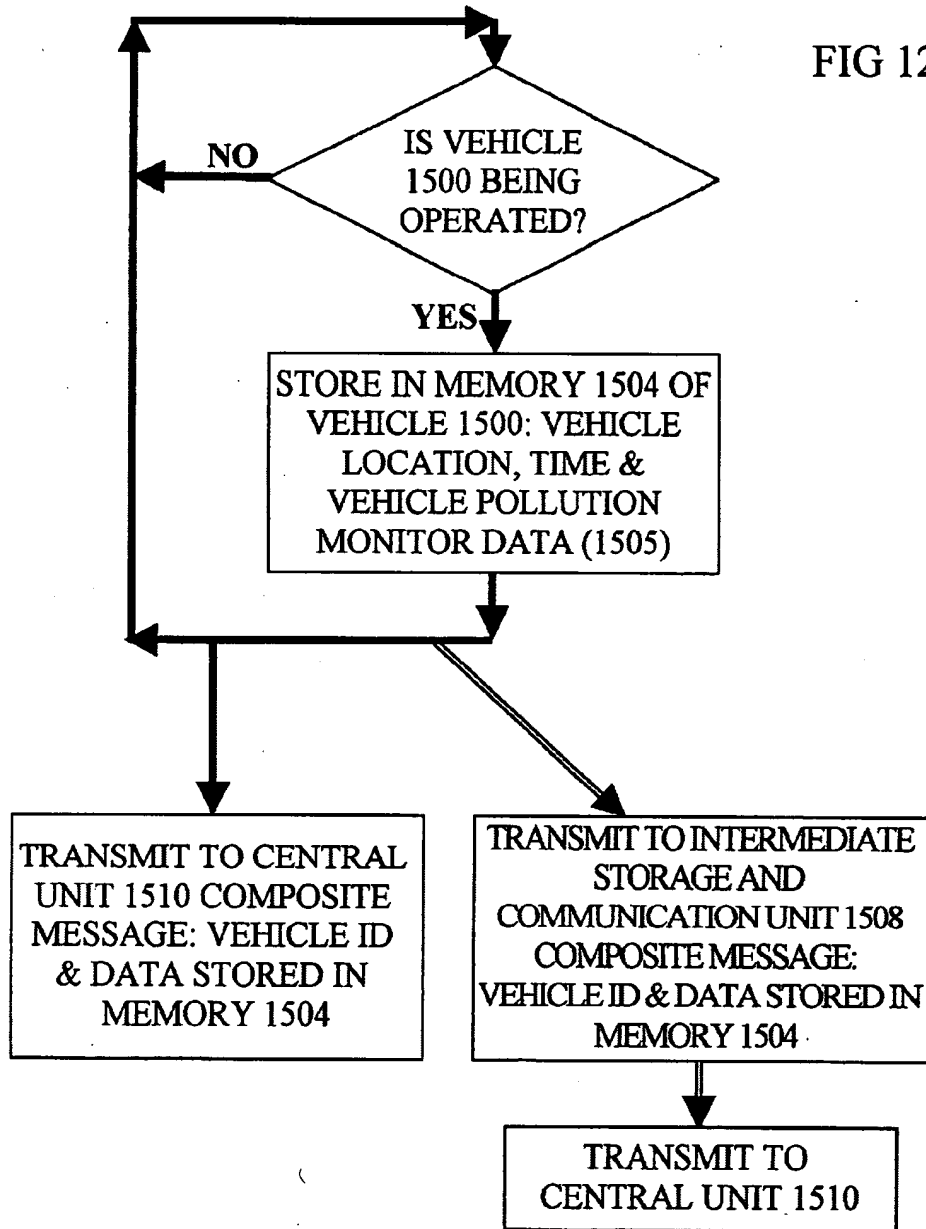 FIG 12
IS VEHICLE
1500 BEING
OPERATED?
NO
YES
STORE IN MEMORY 1504 OF
VEHICLE 1500: VEHICLE
LOCATION, TIME &
VEHICLE POLLUTION
MONITOR DATA (1505)
TRANSMIT TO CENTRAL
UNIT 1510 COMPOSITE
MESSAGE: VEHICLE ID
& DATA STORED IN
MEMORY 1504
TRANSMIT TO INTERMEDIATE
STORAGE AND
COMMUNICATION UNIT 1508
COMPOSITE MESSAGE:
VEHICLE ID & DATA STORED IN
MEMORY 1504
TRANSMIT TO
CENTRAL UNIT 1510